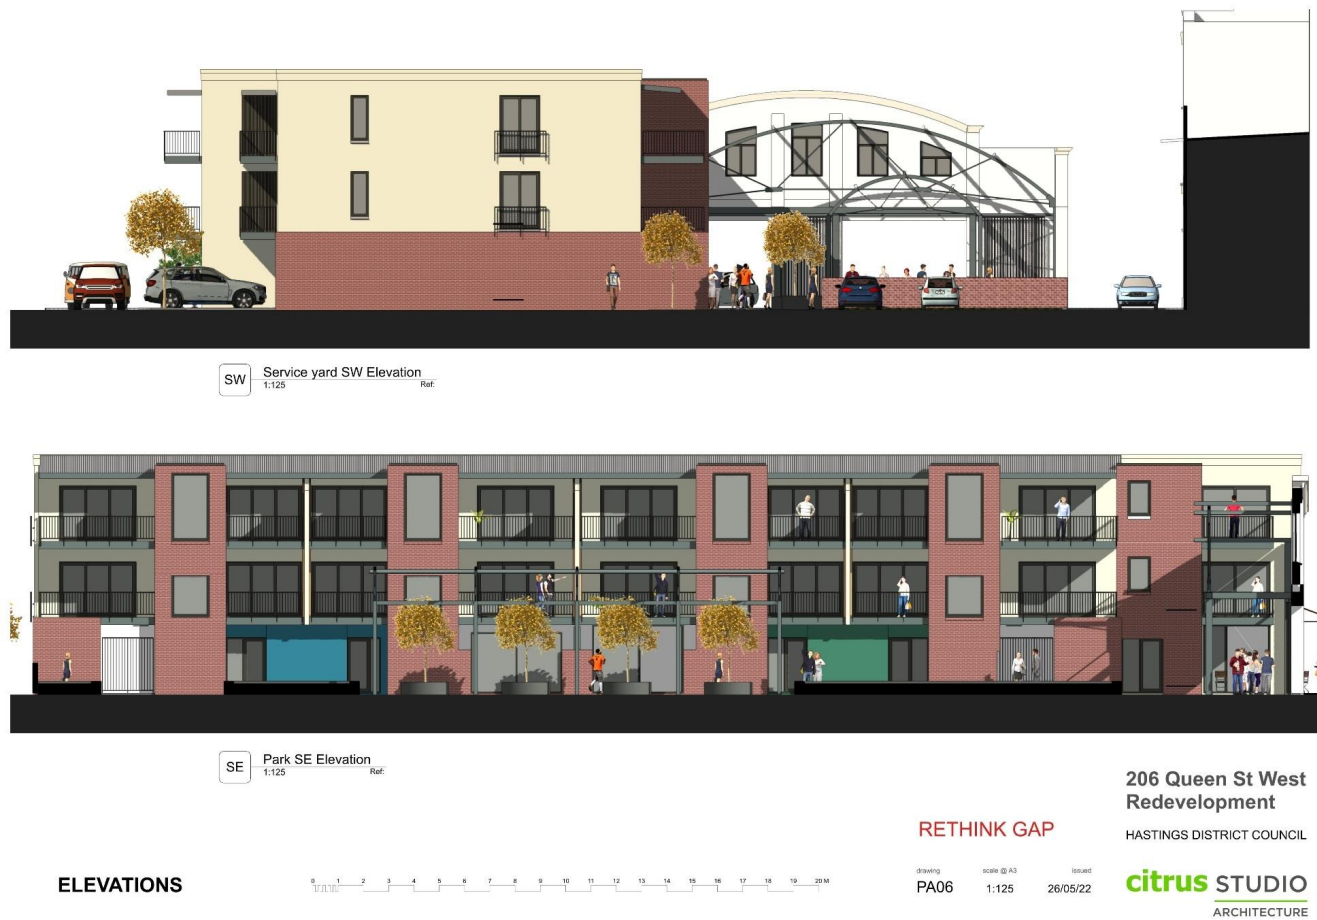 SW
Service yard SW Elevation
1:125
Ref:
SE
Park SE Elevation
1:125
Ref:
206 Queen St West
Redevelopment
RETHINK GAP
HASTINGS DISTRICT COUNCIL
ELEVATIONS
0 1 2 3 4 5 6 7 8 9 10 11 12 13 14 15 16 17 18 19 20 M
drawing
PA06
scale @ A3
1:125
issued
26/05/22
citrus STUDIO
ARCHITECTURE